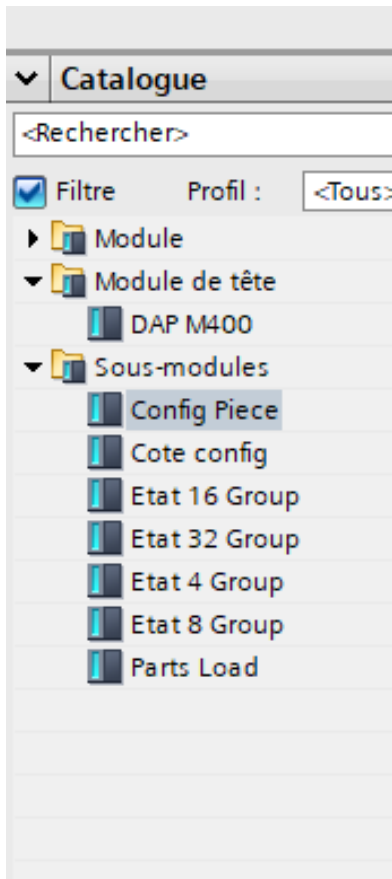 Catalogue
<Rechercher>
Filtre Profil : <Tous>
Module
Module de tête
DAP M400
Sous-modules
Config Piece
Cote config
Etat 16 Group
Etat 32 Group
Etat 4 Group
Etat 8 Group
Parts Load